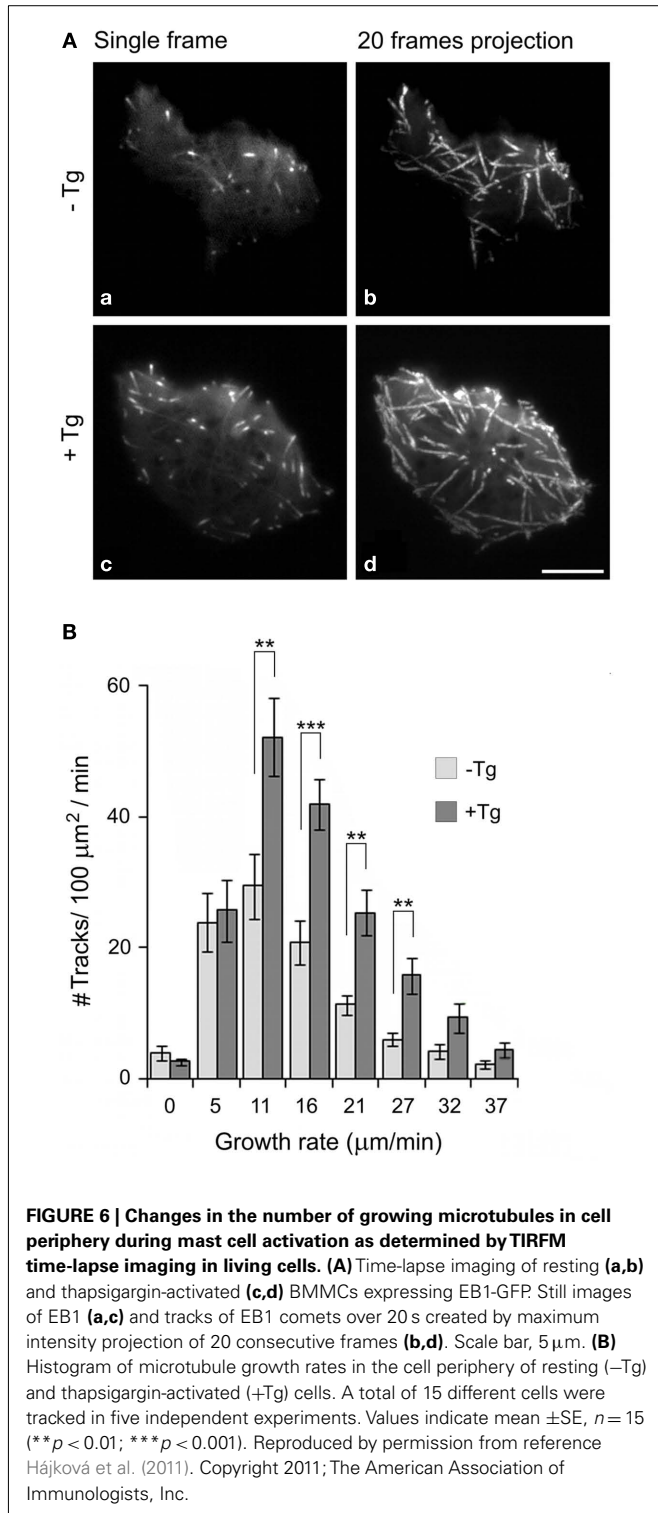 A Single frame 20 frames projection
- Tg
a
b
+ Tg
c
d
B
# Tracks/ 100 μm² / min
60
40
20
0
**
***
**
**
-Tg
+Tg
0 5 11 16 21 27 32 37
Growth rate (μm/min)
FIGURE 6 | Changes in the number of growing microtubules in cell
periphery during mast cell activation as determined by TIRFM
time-lapse imaging in living cells. (A) Time-lapse imaging of resting (a,b)
and thapsigargin-activated (c,d) BMMCs expressing EB1-GFP. Still images
of EB1 (a,c) and tracks of EB1 comets over 20 s created by maximum
intensity projection of 20 consecutive frames (b,d). Scale bar, 5 μm. (B)
Histogram of microtubule growth rates in the cell periphery of resting (−Tg)
and thapsigargin-activated (+Tg) cells. A total of 15 different cells were
tracked in five independent experiments. Values indicate mean ±SE, n = 15
(**p < 0.01; ***p < 0.001). Reproduced by permission from reference
Hájková et al. (2011). Copyright 2011; The American Association of
Immunologists, Inc.